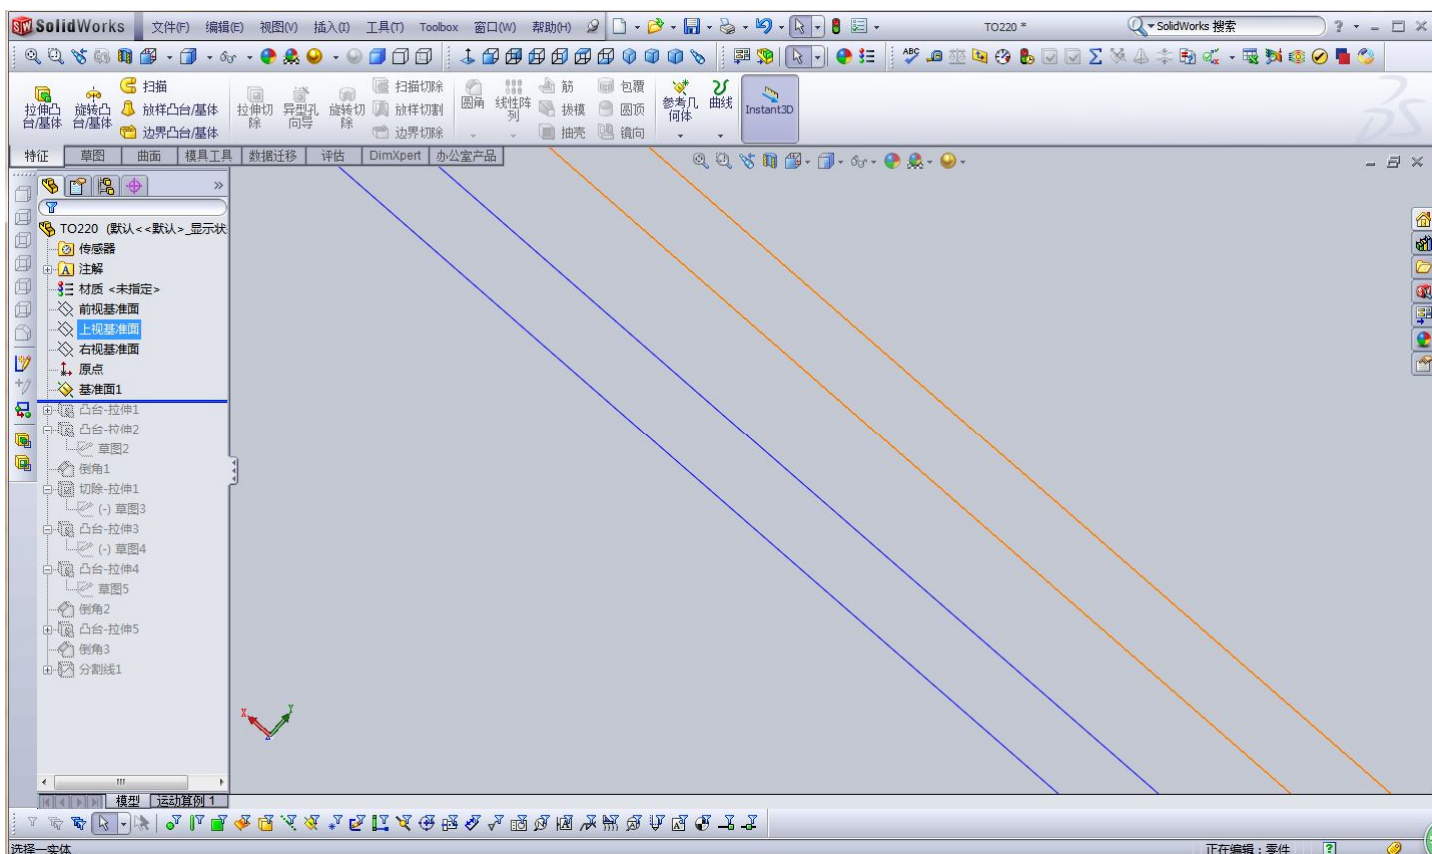 SolidWorks 文件(F) 编辑(E) 视图(V) 插入(I) 工具(T) Toolbox 窗口(W) 帮助(H) TO220 * SolidWorks 搜索
拉伸凸台/基体 旋转凸台/基体 扫描 放样凸台/基体 边界凸台/基体 拉伸切除 异型孔向导 旋转切除 扫描切除 放样切割 边界切除 圆角 线性阵列 筋 拔模 抽壳 包覆 圆顶 镜向 参考几何体 曲线 Instant3D
特征 草图 曲面 模具工具 数据迁移 评估 DimXpert 办公室产品
TO220 (默认<<默认>_显示状
传感器
注解
材质 <未指定>
前视基准面
上视基准面
右视基准面
原点
基准面1
凸台-拉伸1
凸台-拉伸2
草图2
倒角1
切除-拉伸1
(-) 草图3
凸台-拉伸3
(-) 草图4
凸台-拉伸4
草图5
倒角2
凸台-拉伸5
倒角3
分割线1
X Y
模型 运动算例 1
选择一实体 正在编辑：零件